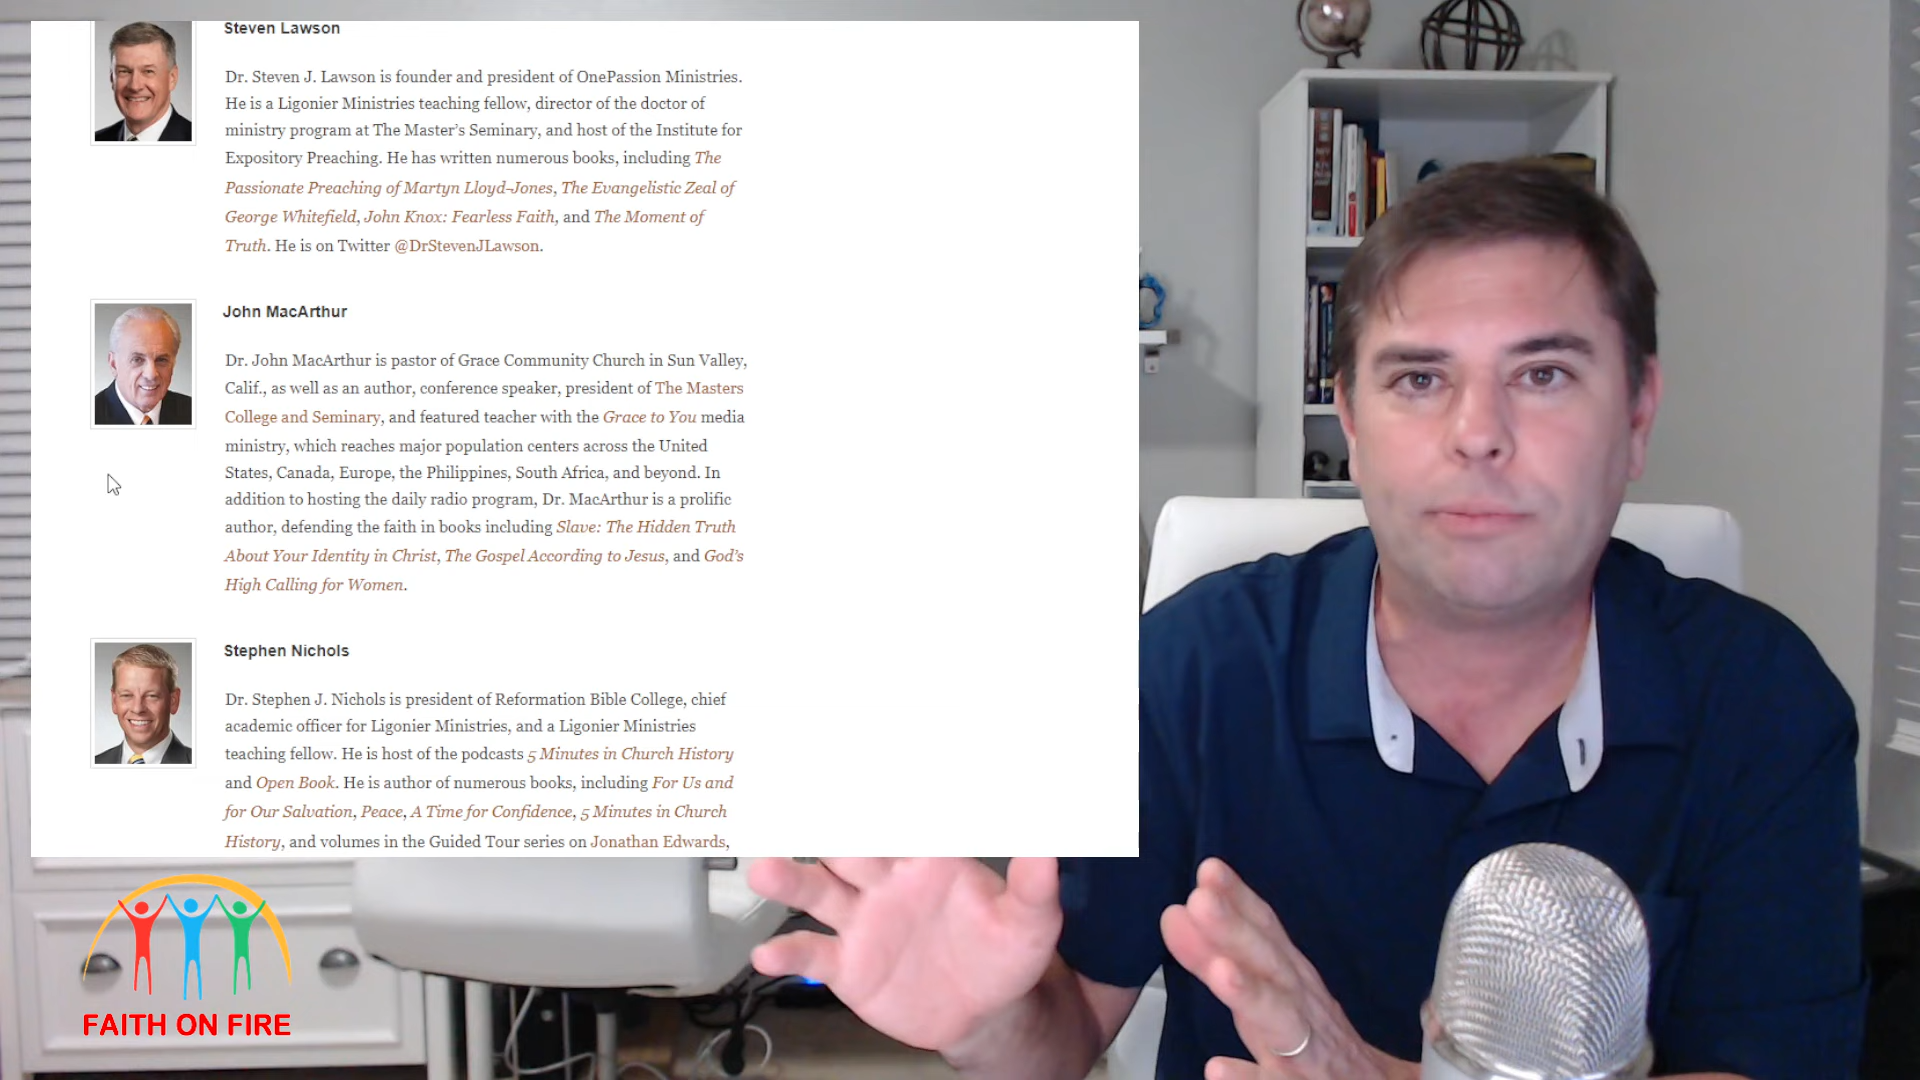 Steven Lawson
Dr. Steven J. Lawson is founder and president of OnePassion Ministries.
He is a Ligonier Ministries teaching fellow, director of the doctor of
ministry program at The Master's Seminary, and host of the Institute for
Expository Preaching. He has written numerous books, including The
Passionate Preaching of Martyn Lloyd-Jones, The Evangelistic Zeal of
George Whitefield, John Knox: Fearless Faith, and The Moment of
Truth. He is on Twitter @DrStevenJLawson.
John MacArthur
Dr. John MacArthur is pastor of Grace Community Church in Sun Valley,
Calif., as well as an author, conference speaker, president of The Masters
College and Seminary, and featured teacher with the Grace to You media
ministry, which reaches major population centers across the United
States, Canada, Europe, the Philippines, South Africa, and beyond. In
addition to hosting the daily radio program, Dr. MacArthur is a prolific
author, defending the faith in books including Slave: The Hidden Truth
About Your Identity in Christ, The Gospel According to Jesus, and God's
High Calling for Women.
Stephen Nichols
Dr. Stephen J. Nichols is president of Reformation Bible College, chief
academic officer for Ligonier Ministries, and a Ligonier Ministries
teaching fellow. He is host of the podcasts 5 Minutes in Church History
and Open Book. He is author of numerous books, including For Us and
for Our Salvation, Peace, A Time for Confidence, 5 Minutes in Church
History, and volumes in the Guided Tour series on Jonathan Edwards,
FAITH ON FIRE